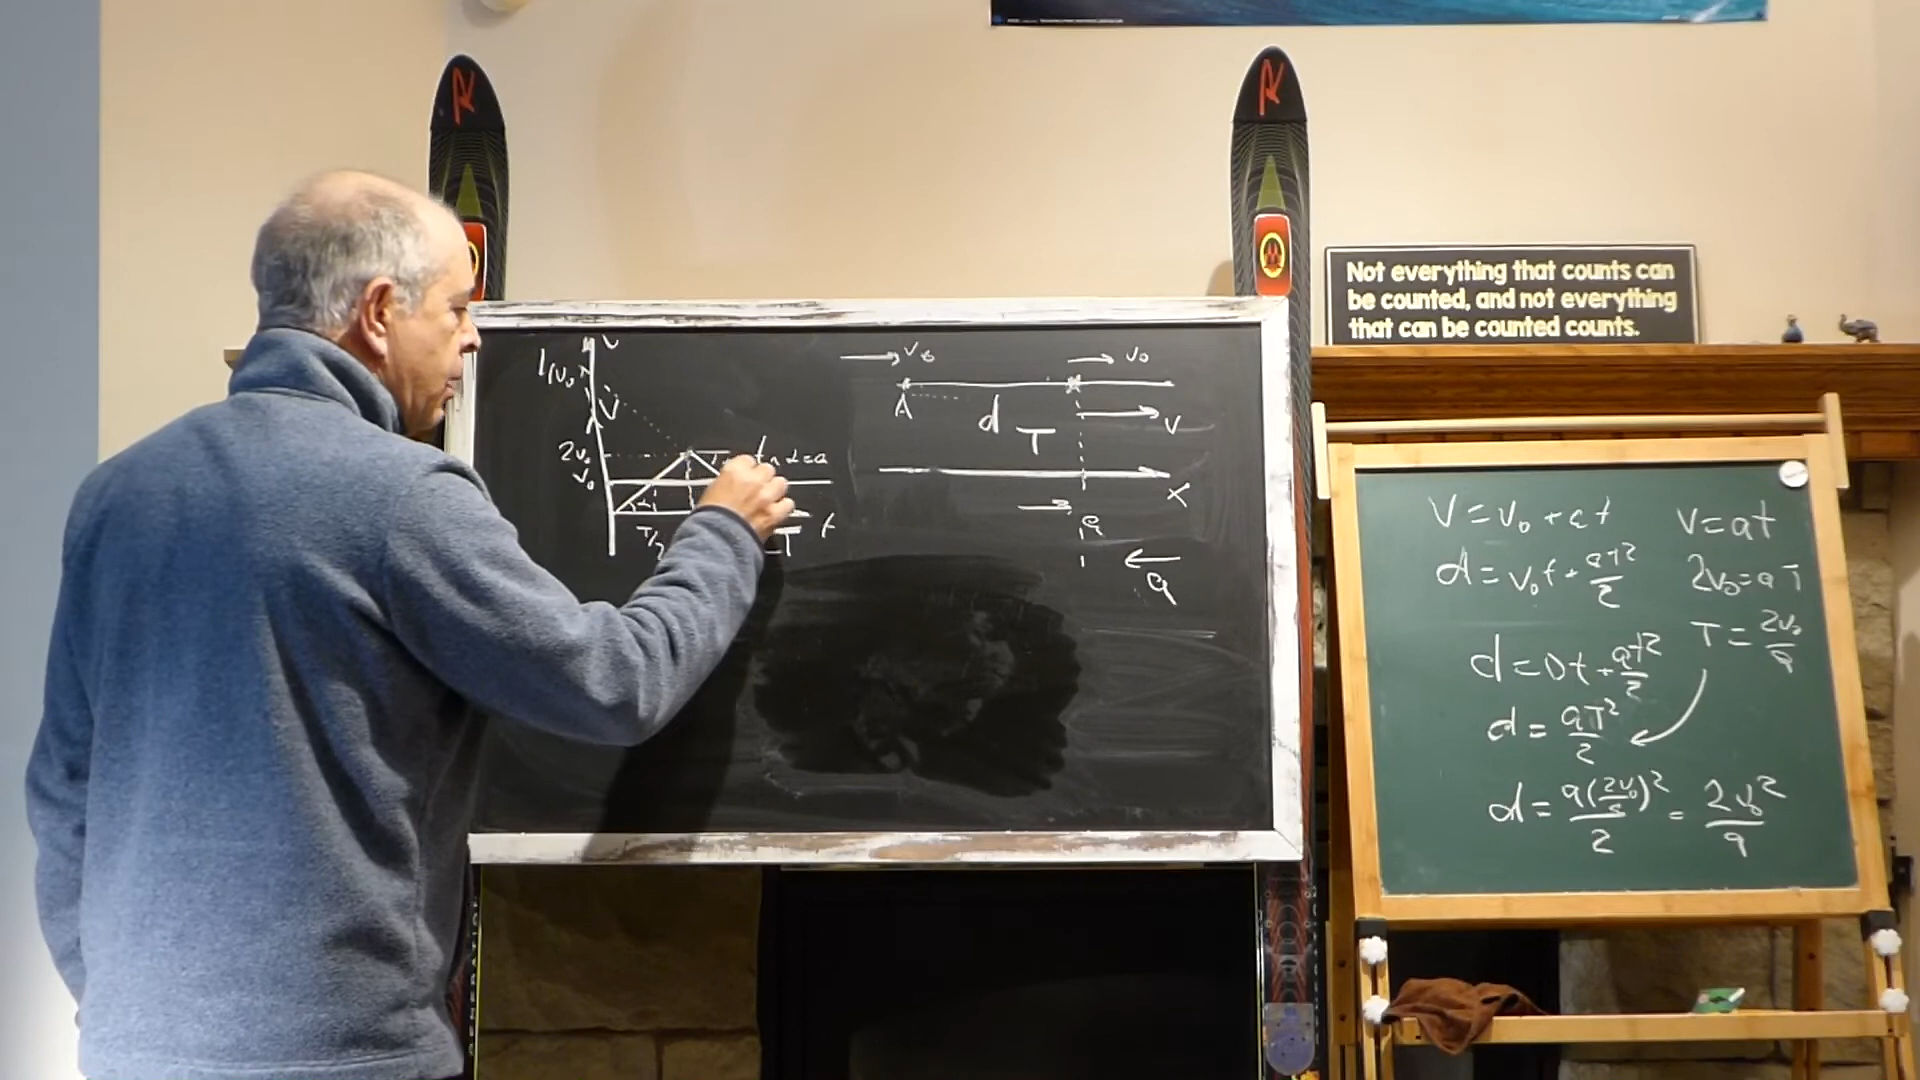 Not everything that counts can
be counted, and not everything
that can be counted counts.
V
V₀
V₀
A
d
T
V
2V₀
V₀
α
tan α = a
T/2
T
t
X
a
a
V = V₀ + at
V = at
d = V₀t + at²/2
2V₀ = aT
T = 2V₀/a
d = 0t + at²/2
d = aT²/2
d = a(2V₀/a)²/2 = 2V₀²/a
GENERATION